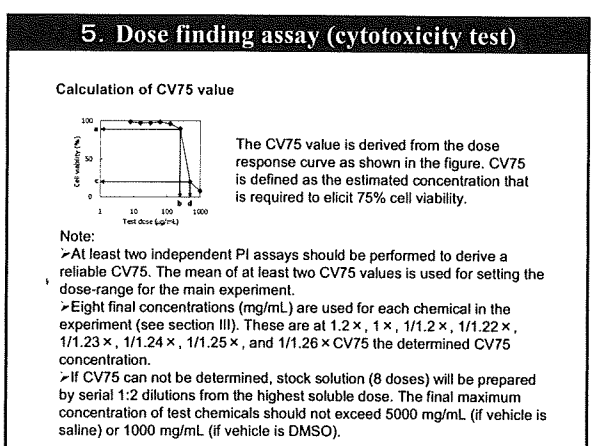 5. Dose finding assay (cytotoxicity test)
Calculation of CV75 value
100
a
50
c
Cell viability (%)
b d
1 10 100 1000
Test dose (µg/mL)
The CV75 value is derived from the dose
response curve as shown in the figure. CV75
is defined as the estimated concentration that
is required to elicit 75% cell viability.
Note:
➢At least two independent PI assays should be performed to derive a
reliable CV75. The mean of at least two CV75 values is used for setting the
dose-range for the main experiment.
➢Eight final concentrations (mg/mL) are used for each chemical in the
experiment (see section III). These are at 1.2 ×, 1 ×, 1/1.2 ×, 1/1.22 ×,
1/1.23 ×, 1/1.24 ×, 1/1.25 ×, and 1/1.26 × CV75 the determined CV75
concentration.
➢If CV75 can not be determined, stock solution (8 doses) will be prepared
by serial 1:2 dilutions from the highest soluble dose. The final maximum
concentration of test chemicals should not exceed 5000 mg/mL (if vehicle is
saline) or 1000 mg/mL (if vehicle is DMSO).